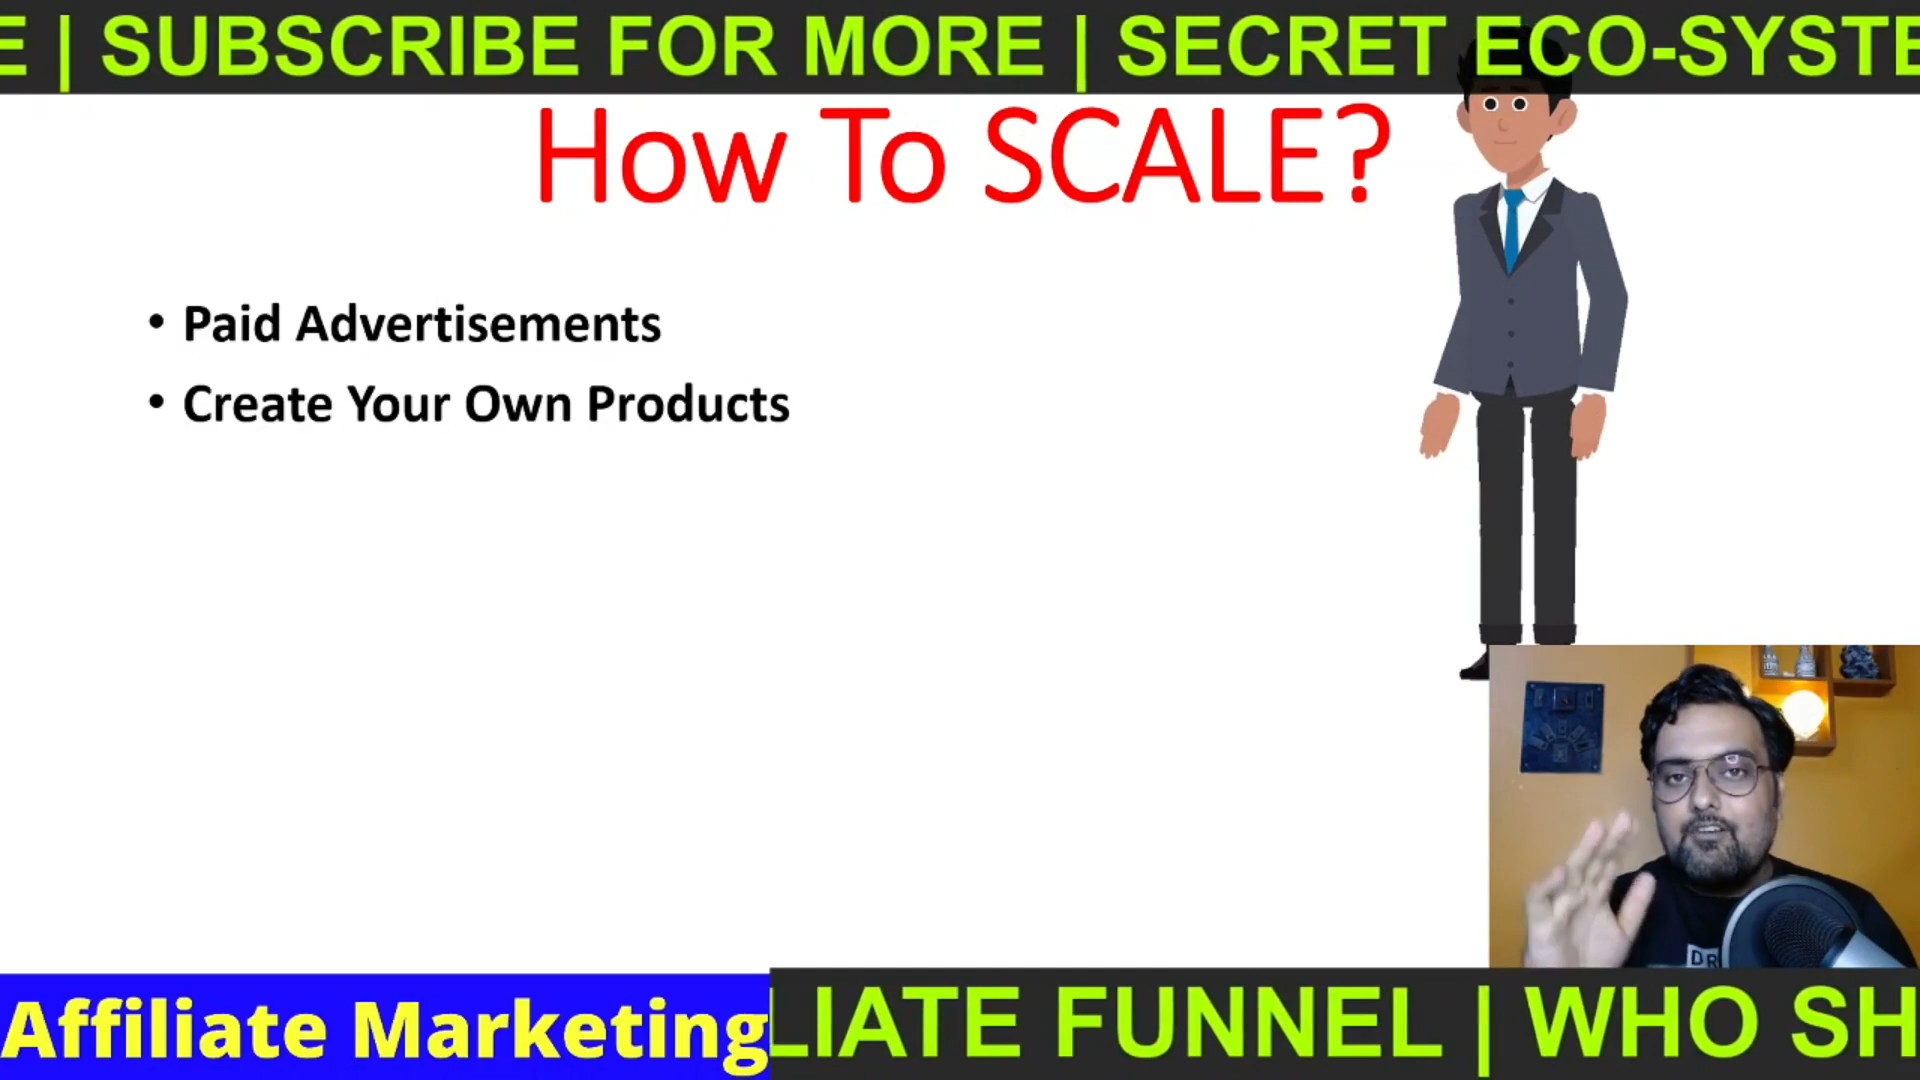 E | SUBSCRIBE FOR MORE | SECRET ECO-SYSTE
How To SCALE?
• Paid Advertisements
• Create Your Own Products
DR
Affiliate Marketing
LIATE FUNNEL | WHO SH